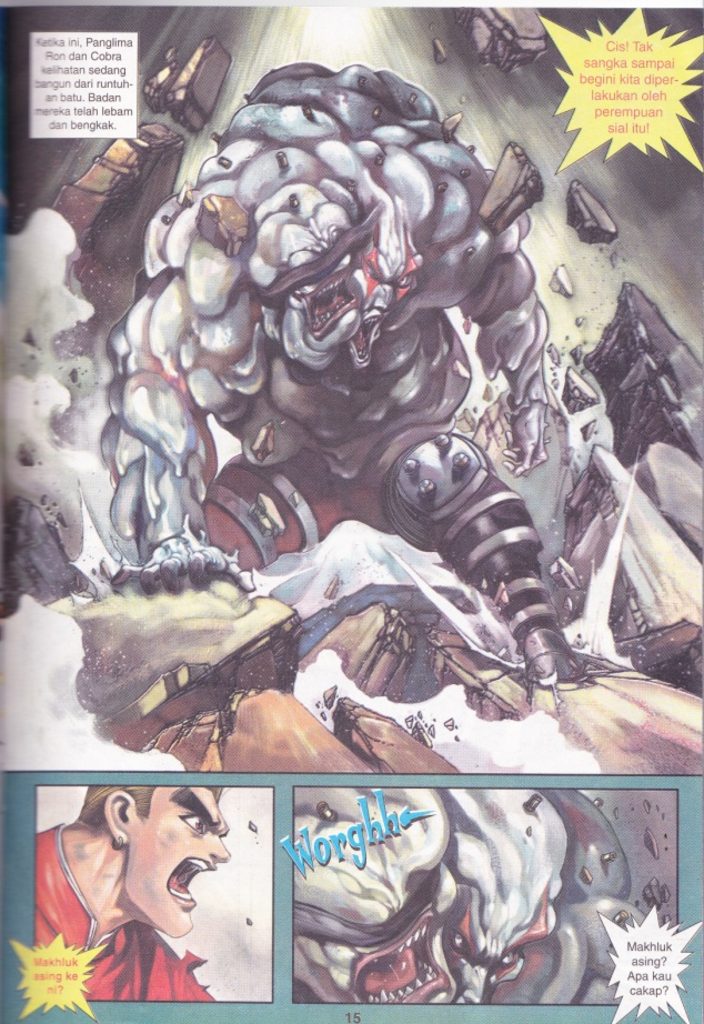 Ketika ini, Panglima
Ron dan Cobra
kelihatan sedang
bangun dari runtuh-
an batu. Badan
mereka telah lebam
dan bengkak.
Cis! Tak
sangka sampai
begini kita diper-
lakukan oleh
perempuan
sial itu!
Makhluk
asing ke
ni?
Worghh
Makhluk
asing?
Apa kau
cakap?
15